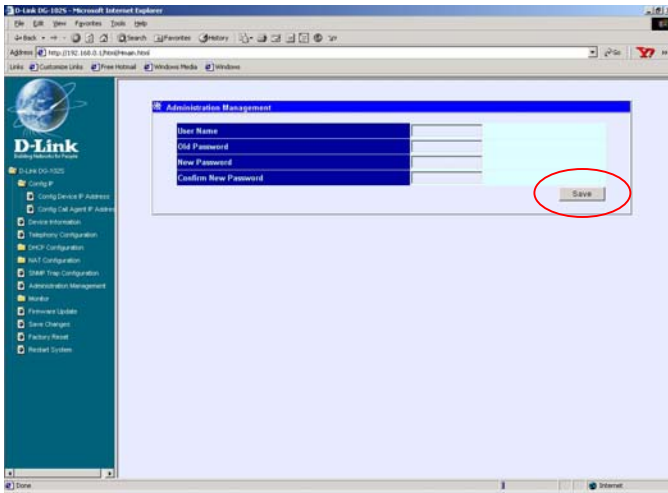 D-Link DG-102S - Microsoft Internet Explorer
File Edit View Favorites Tools Help
Back Search Favorites History
Address http://192.168.0.1/html/Hmain.html Go
Links Customize Links Free Hotmail Windows Media Windows
D-Link
Building Networks for People
D-Link DG-102S
Config IP
Config Device IP Address
Config Call Agent IP Addres
Device Information
Telephony Configuration
DHCP Configuration
NAT Configuration
SNMP Trap Configuration
Administration Management
Monitor
Firmware Update
Save Changes
Factory Reset
Restart System
Administration Management
User Name
Old Password
New Password
Confirm New Password
Save
Done
Internet